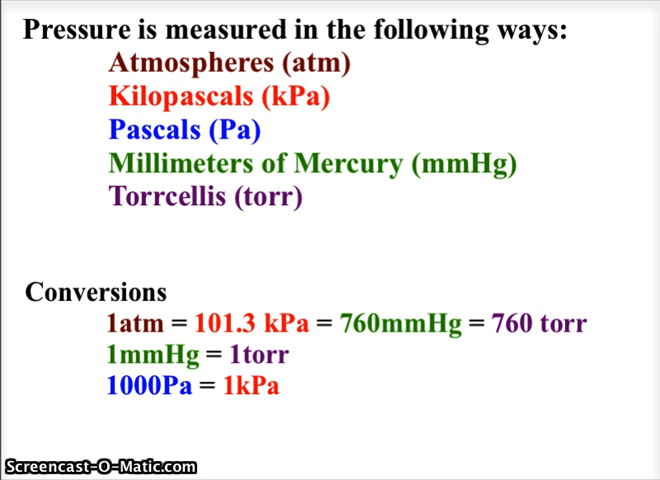 Pressure is measured in the following ways:
Atmospheres (atm)
Kilopascals (kPa)
Pascals (Pa)
Millimeters of Mercury (mmHg)
Torrcellis (torr)
Conversions
1atm = 101.3 kPa = 760mmHg = 760 torr
1mmHg = 1torr
1000Pa = 1kPa
Screencast-O-Matic.com